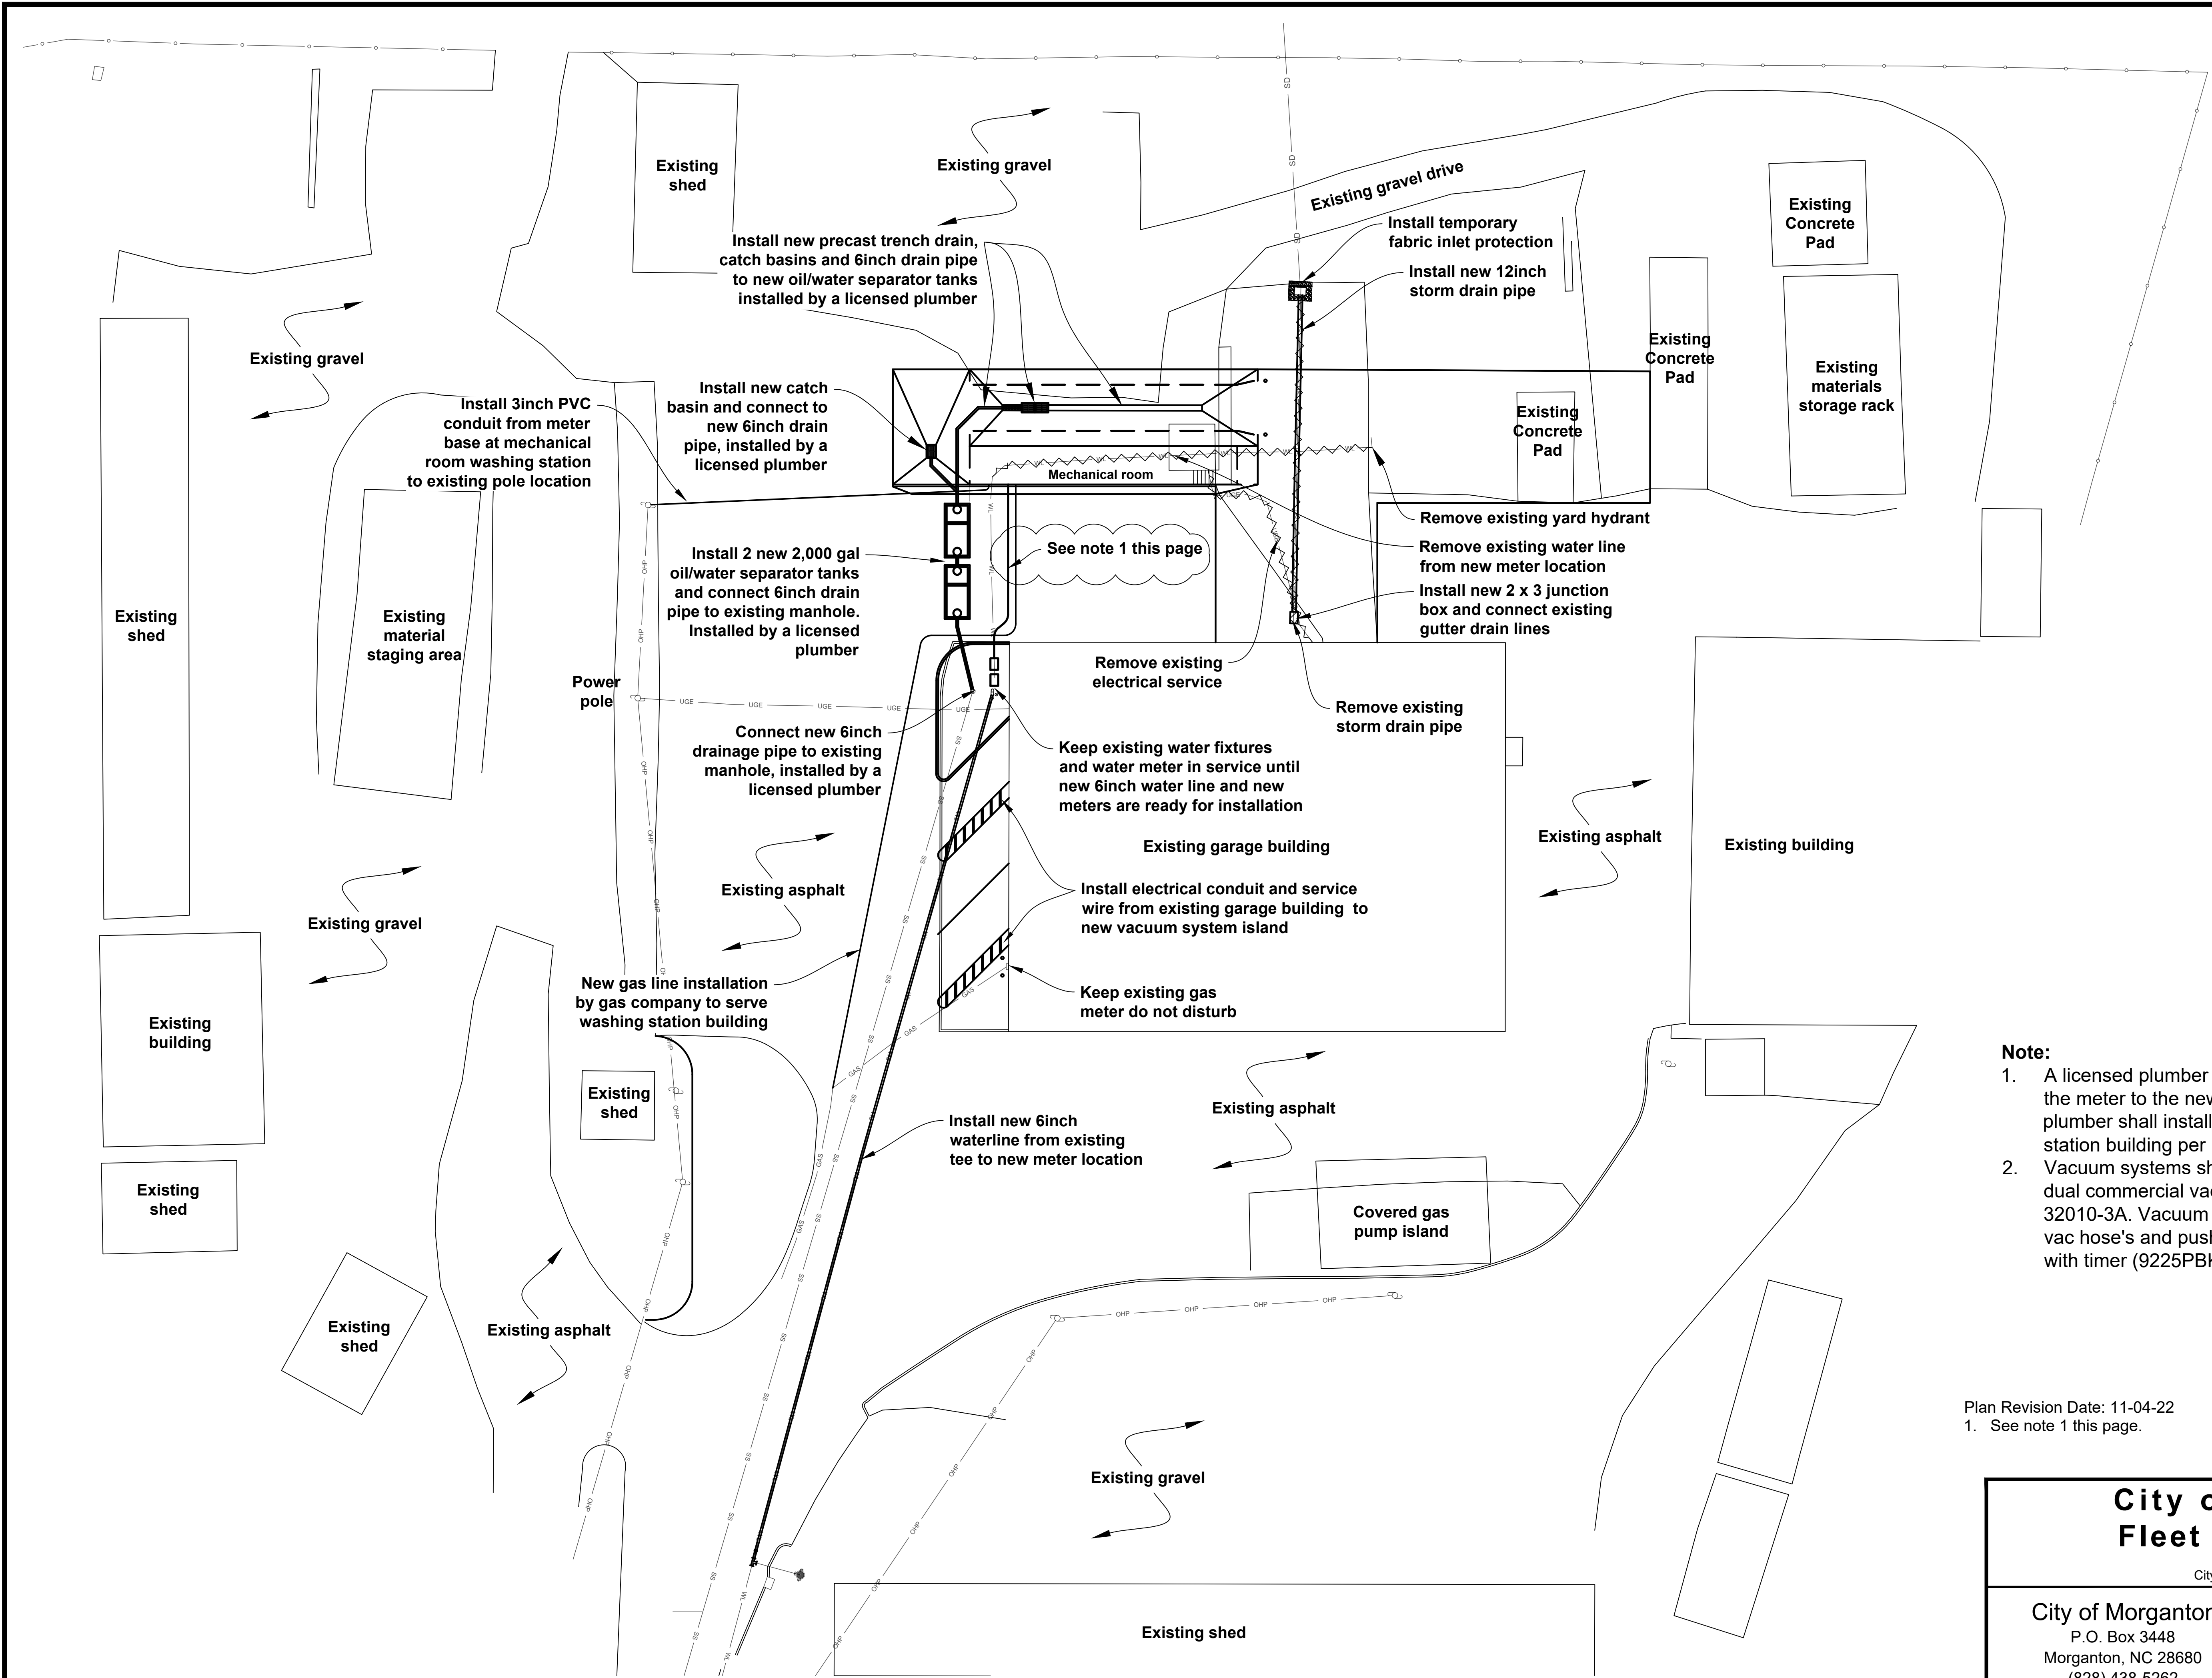 SD
SD
SD
Existing
shed
Existing gravel
Existing gravel drive
Existing
Concrete
Pad
Install new precast trench drain,
catch basins and 6inch drain pipe
to new oil/water separator tanks
installed by a licensed plumber
Install temporary
fabric inlet protection
Install new 12inch
storm drain pipe
Existing gravel
Existing
Concrete
Pad
Existing
materials
storage rack
Install 3inch PVC
conduit from meter
base at mechanical
room washing station
to existing pole location
Install new catch
basin and connect to
new 6inch drain
pipe, installed by a
licensed plumber
Existing
Concrete
Pad
Mechanical room
Remove existing yard hydrant
Remove existing water line
from new meter location
Install new 2 x 3 junction
box and connect existing
gutter drain lines
See note 1 this page
Install 2 new 2,000 gal
oil/water separator tanks
and connect 6inch drain
pipe to existing manhole.
Installed by a licensed
plumber
Existing
shed
Existing
material
staging area
Remove existing
electrical service
Remove existing
storm drain pipe
Power
pole
UGE UGE UGE UGE UGE
Connect new 6inch
drainage pipe to existing
manhole, installed by a
licensed plumber
Keep existing water fixtures
and water meter in service until
new 6inch water line and new
meters are ready for installation
Existing garage building
Existing asphalt
Existing building
Existing asphalt
Install electrical conduit and service
wire from existing garage building to
new vacuum system island
Existing gravel
New gas line installation
by gas company to serve
washing station building
Keep existing gas
meter do not disturb
Existing
building
Existing
shed
Existing asphalt
Install new 6inch
waterline from existing
tee to new meter location
Existing
shed
Covered gas
pump island
Existing
shed
Existing asphalt
OHP OHP OHP OHP
Existing gravel
Existing shed
Note:
1. A licensed plumber
the meter to the
plumber shall install
station building per
2. Vacuum systems
dual commercial
32010-3A. Vacuum
vac hose's and
with timer
Plan Revision Date: 11-04-22
1. See note 1 this page.
City
Fleet
City
City of Morganton
P.O. Box 3448
Morganton, NC 28680
(828) 438-5262